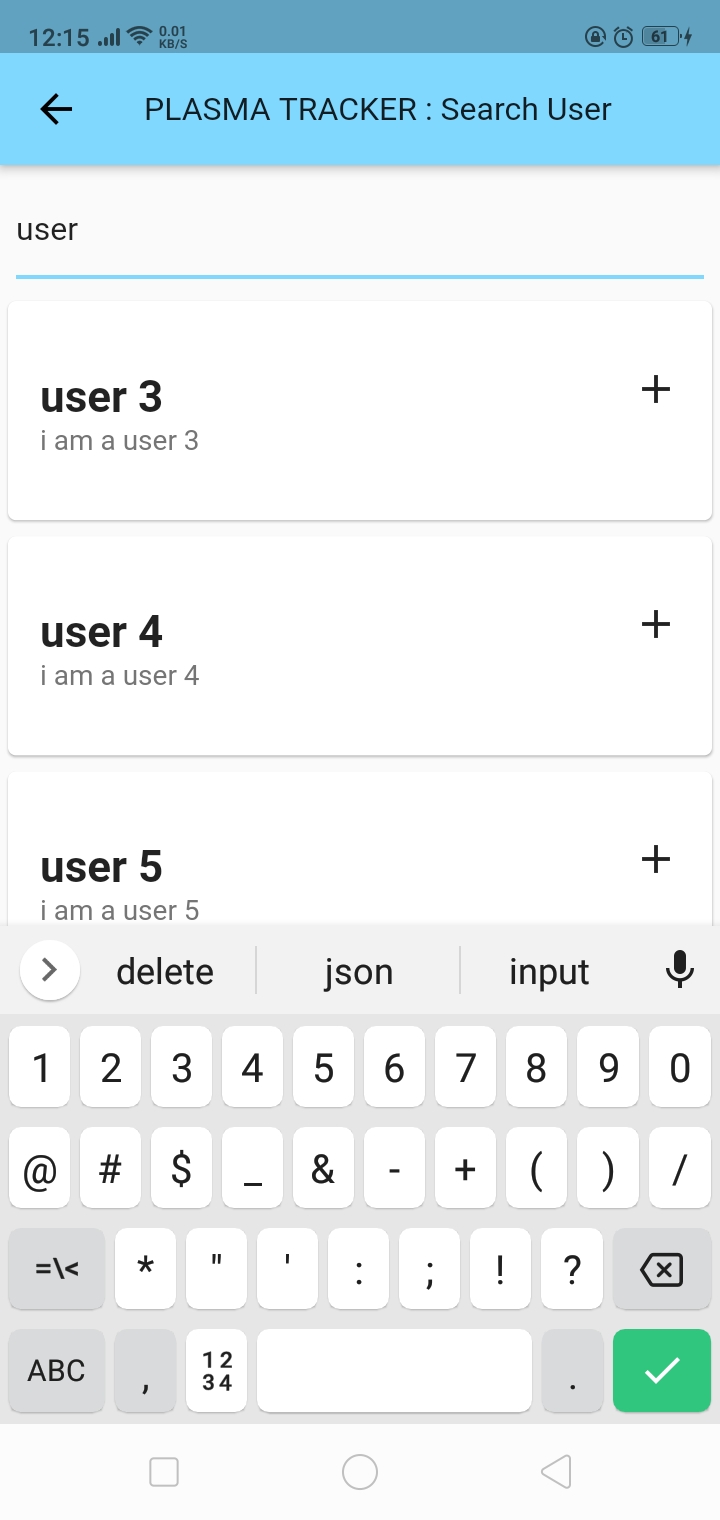 12:15 0.01 KB/S 61
PLASMA TRACKER : Search User
user
user 3
i am a user 3
user 4
i am a user 4
user 5
i am a user 5
delete json input
1 2 3 4 5 6 7 8 9 0
@ # $ _ & - + ( ) /
=\< * " ' : ; ! ?
ABC , 12 34 .